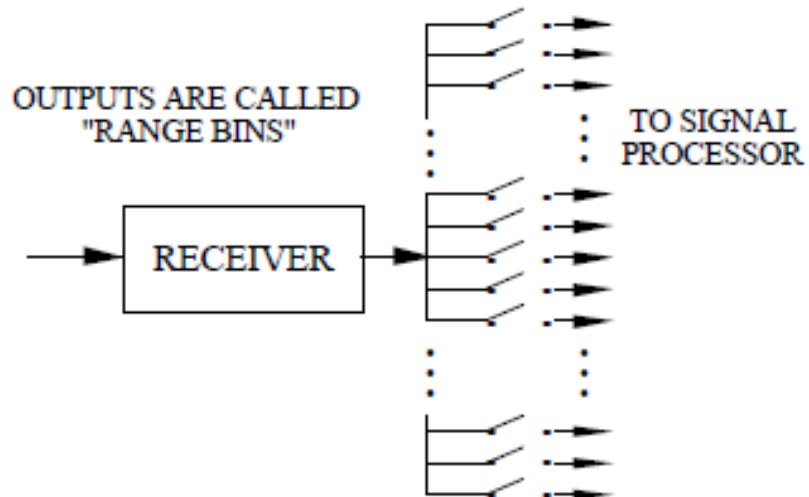 OUTPUTS ARE CALLED
"RANGE BINS"
TO SIGNAL
PROCESSOR
RECEIVER